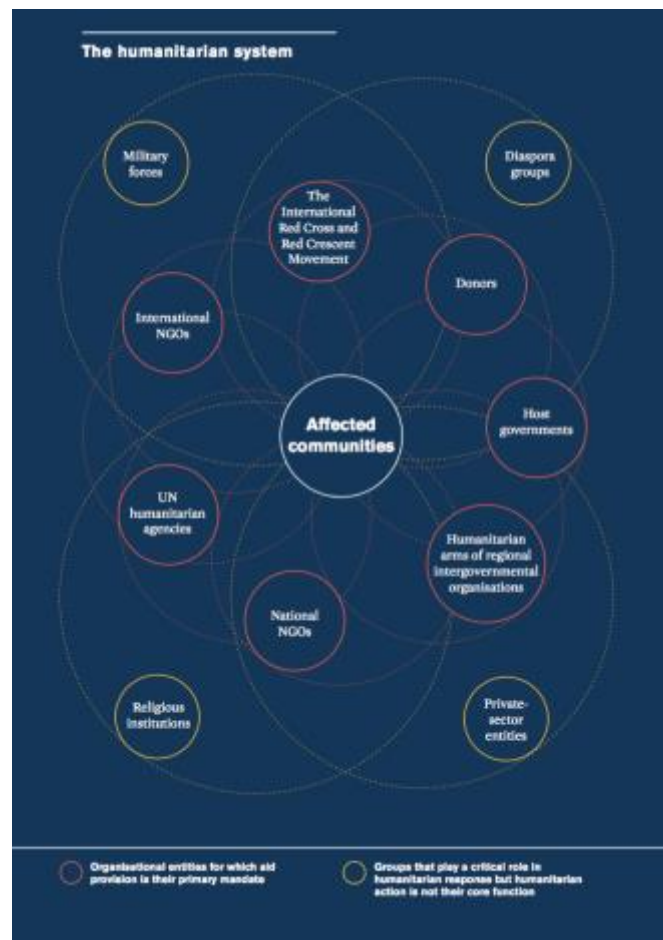 The humanitarian system
Military
forces
Diaspora
groups
The
International
Red Cross and
Red Crescent
Movement
Donors
International
NGOs
Affected
communities
Host
governments
UN
humanitarian
agencies
Humanitarian
arms of regional
intergovernmental
organisations
National
NGOs
Religious
institutions
Private-
sector
entities
Organisational entities for which aid
provision is their primary mandate
Groups that play a critical role in
humanitarian response but humanitarian
action is not their core function